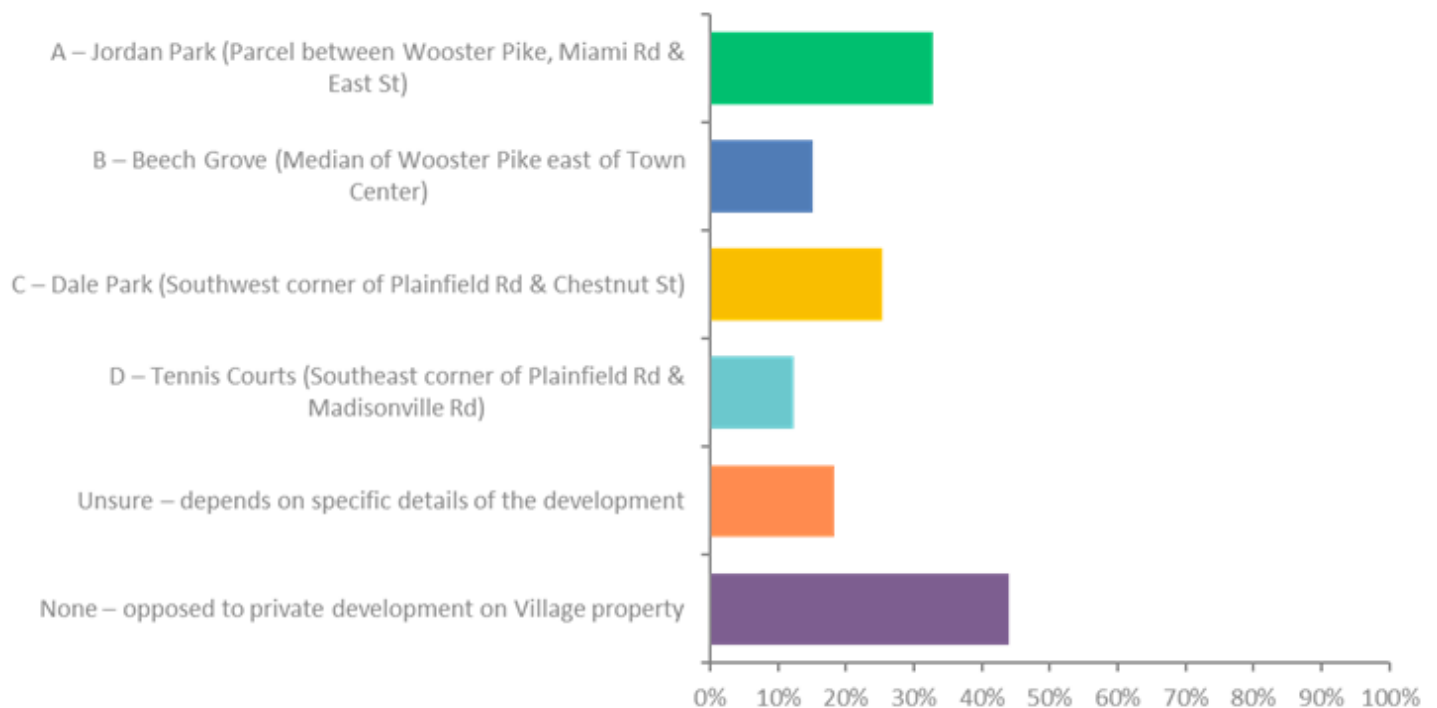 A – Jordan Park (Parcel between Wooster Pike, Miami Rd &
East St)
B – Beech Grove (Median of Wooster Pike east of Town
Center)
C – Dale Park (Southwest corner of Plainfield Rd & Chestnut St)
D – Tennis Courts (Southeast corner of Plainfield Rd &
Madisonville Rd)
Unsure – depends on specific details of the development
None – opposed to private development on Village property
0% 10% 20% 30% 40% 50% 60% 70% 80% 90% 100%